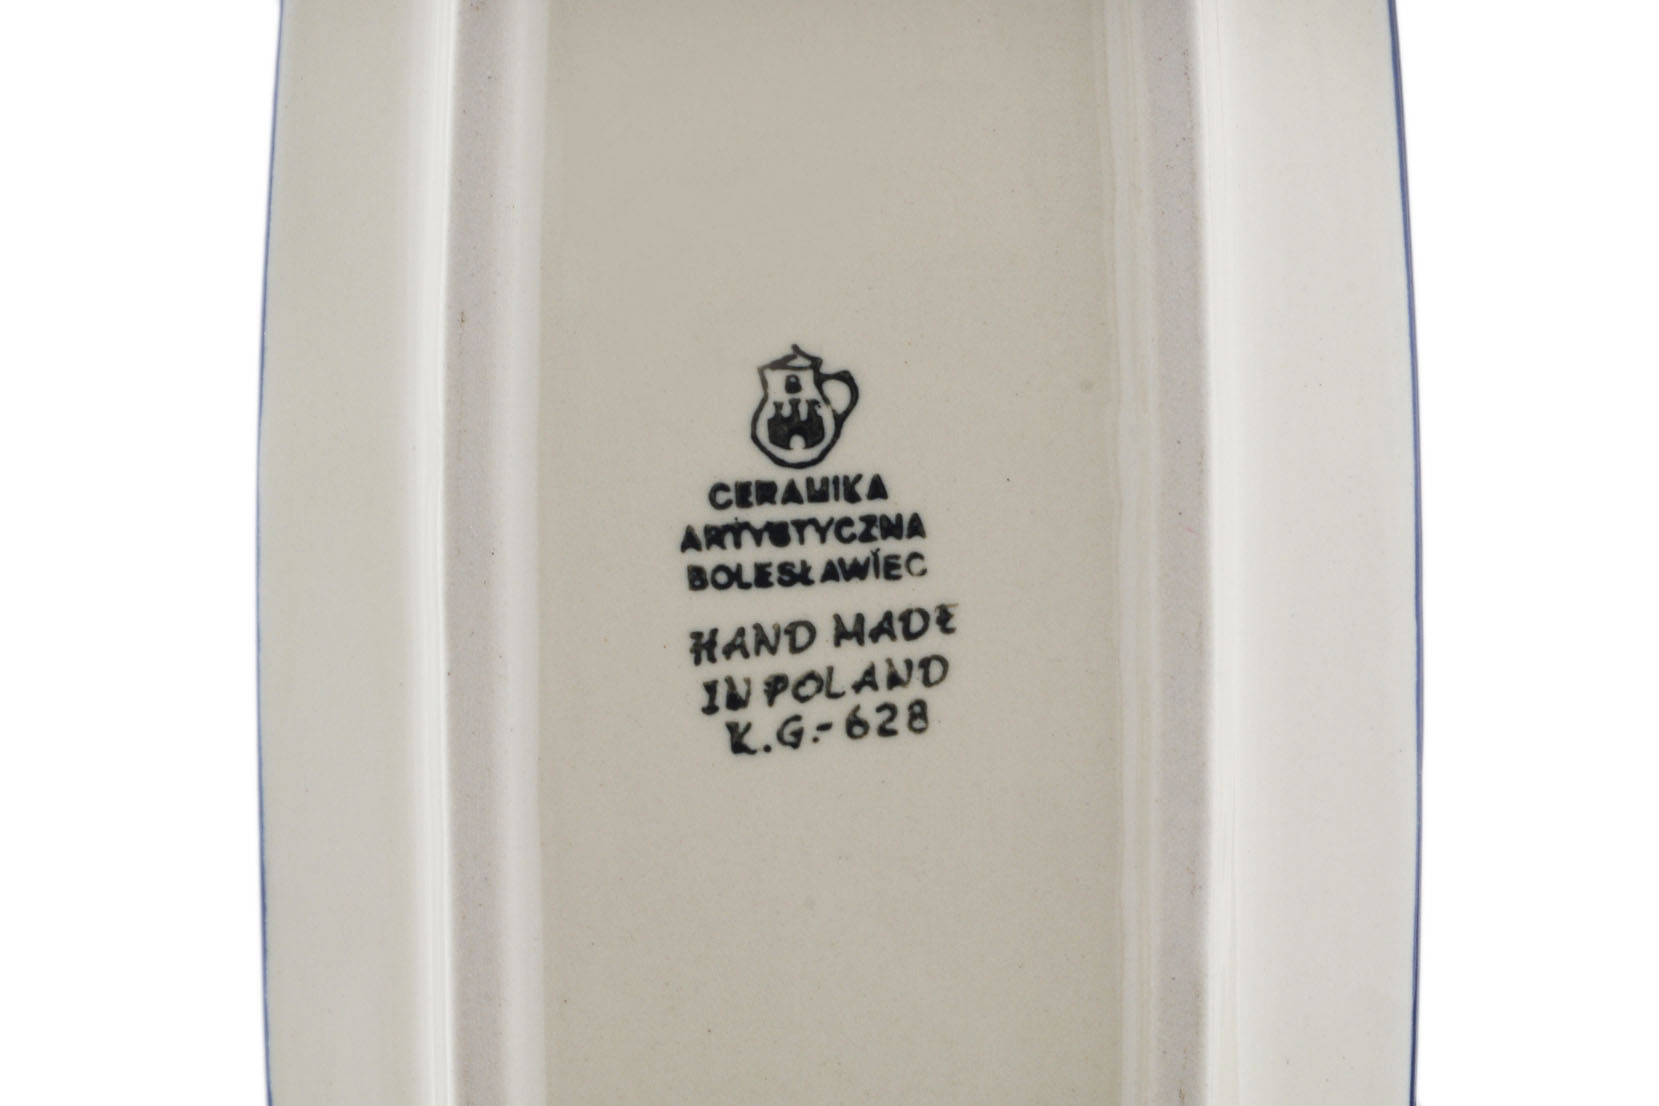 CERAMIKA
ARTYSTYCZNA
BOLESŁAWIEC
HAND MADE
IN POLAND
K.G.-628